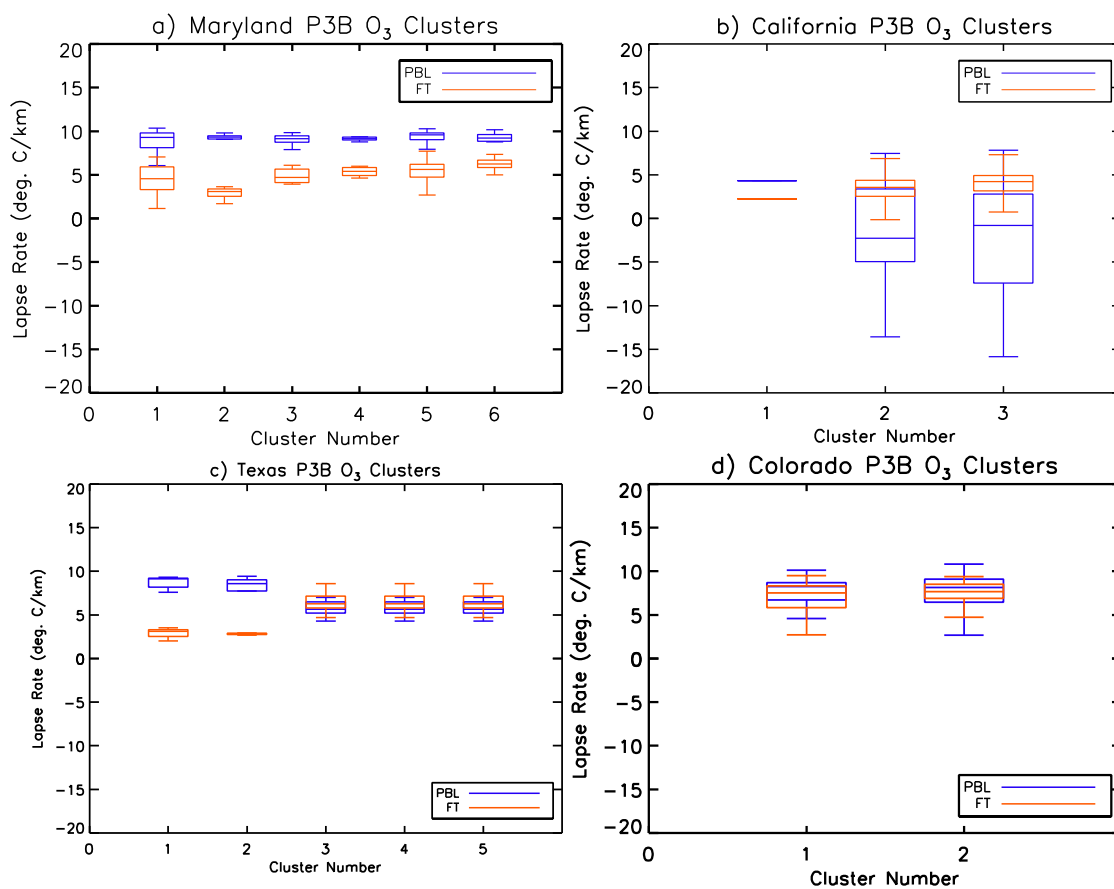 a) Maryland P3B O₃ Clusters
20
15
10
5
0
−5
−10
−15
−20
Lapse Rate (deg. C/km)
PBL
FT
0 1 2 3 4 5 6
Cluster Number
b) California P3B O₃ Clusters
20
15
10
5
0
−5
−10
−15
−20
Lapse Rate (deg. C/km)
PBL
FT
0 1 2 3
Cluster Number
c) Texas P3B O₃ Clusters
20
15
10
5
0
−5
−10
−15
−20
Lapse Rate (deg. C/km)
PBL
FT
0 1 2 3 4 5
Cluster Number
d) Colorado P3B O₃ Clusters
20
15
10
5
0
−5
−10
−15
−20
Lapse Rate (deg. C/km)
PBL
FT
0 1 2
Cluster Number